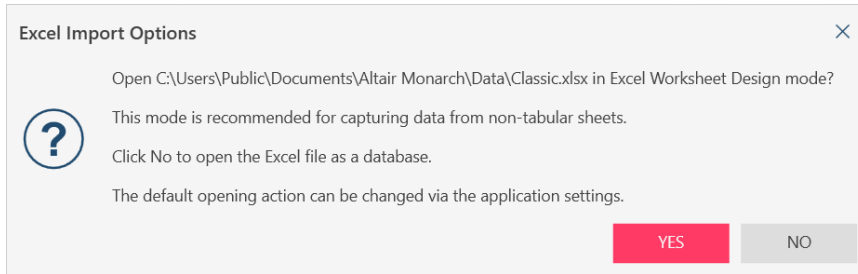 Excel Import Options
Open C:\Users\Public\Documents\Altair Monarch\Data\Classic.xlsx in Excel Worksheet Design mode?
This mode is recommended for capturing data from non-tabular sheets.
?
Click No to open the Excel file as a database.
The default opening action can be changed via the application settings.
YES
NO